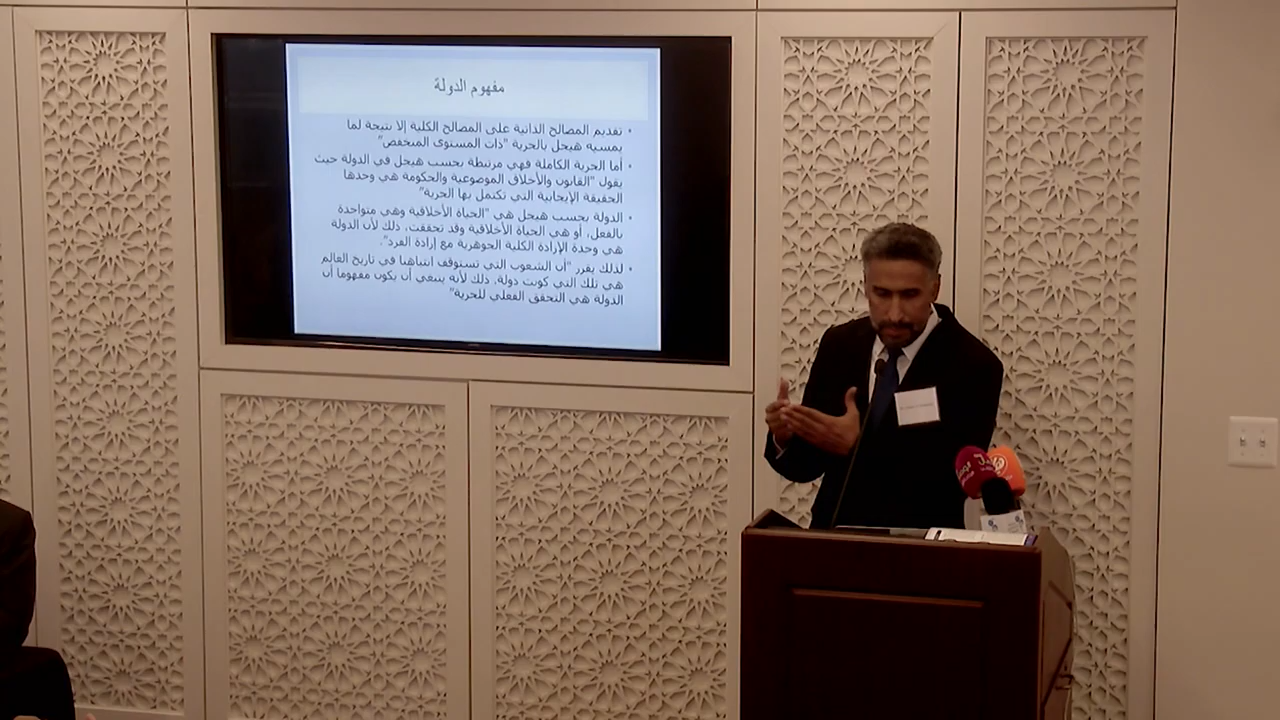 مفهوم الدولة
• تقديم المصالح الذاتية على المصالح الكلية إلا نتيجة لما
يسميه هيجل بالحرية "ذات المستوى المنخفض"
• أما الحرية الكاملة فهي مرتبطة بحسب هيجل في الدولة حيث
يقول "القانون والأخلاق الموضوعية والحكومة هي وحدها
الحقيقة الإيجابية التي تكتمل بها الحرية"
• الدولة بحسب هيجل هي "الحياة الأخلاقية وهي متواجدة
بالفعل، أو هي الحياة الأخلاقية وقد تحققت، ذلك لأن الدولة
هي وحدة الإرادة الكلية الجوهرية مع إرادة الفرد".
• لذلك يقرر "أن الشعوب التي تستوقف انتباهنا في تاريخ العالم
هي تلك التي كونت دولة، ذلك لأنه ينبغي أن يكون مفهوما أن
الدولة هي التحقق الفعلي للحرية"